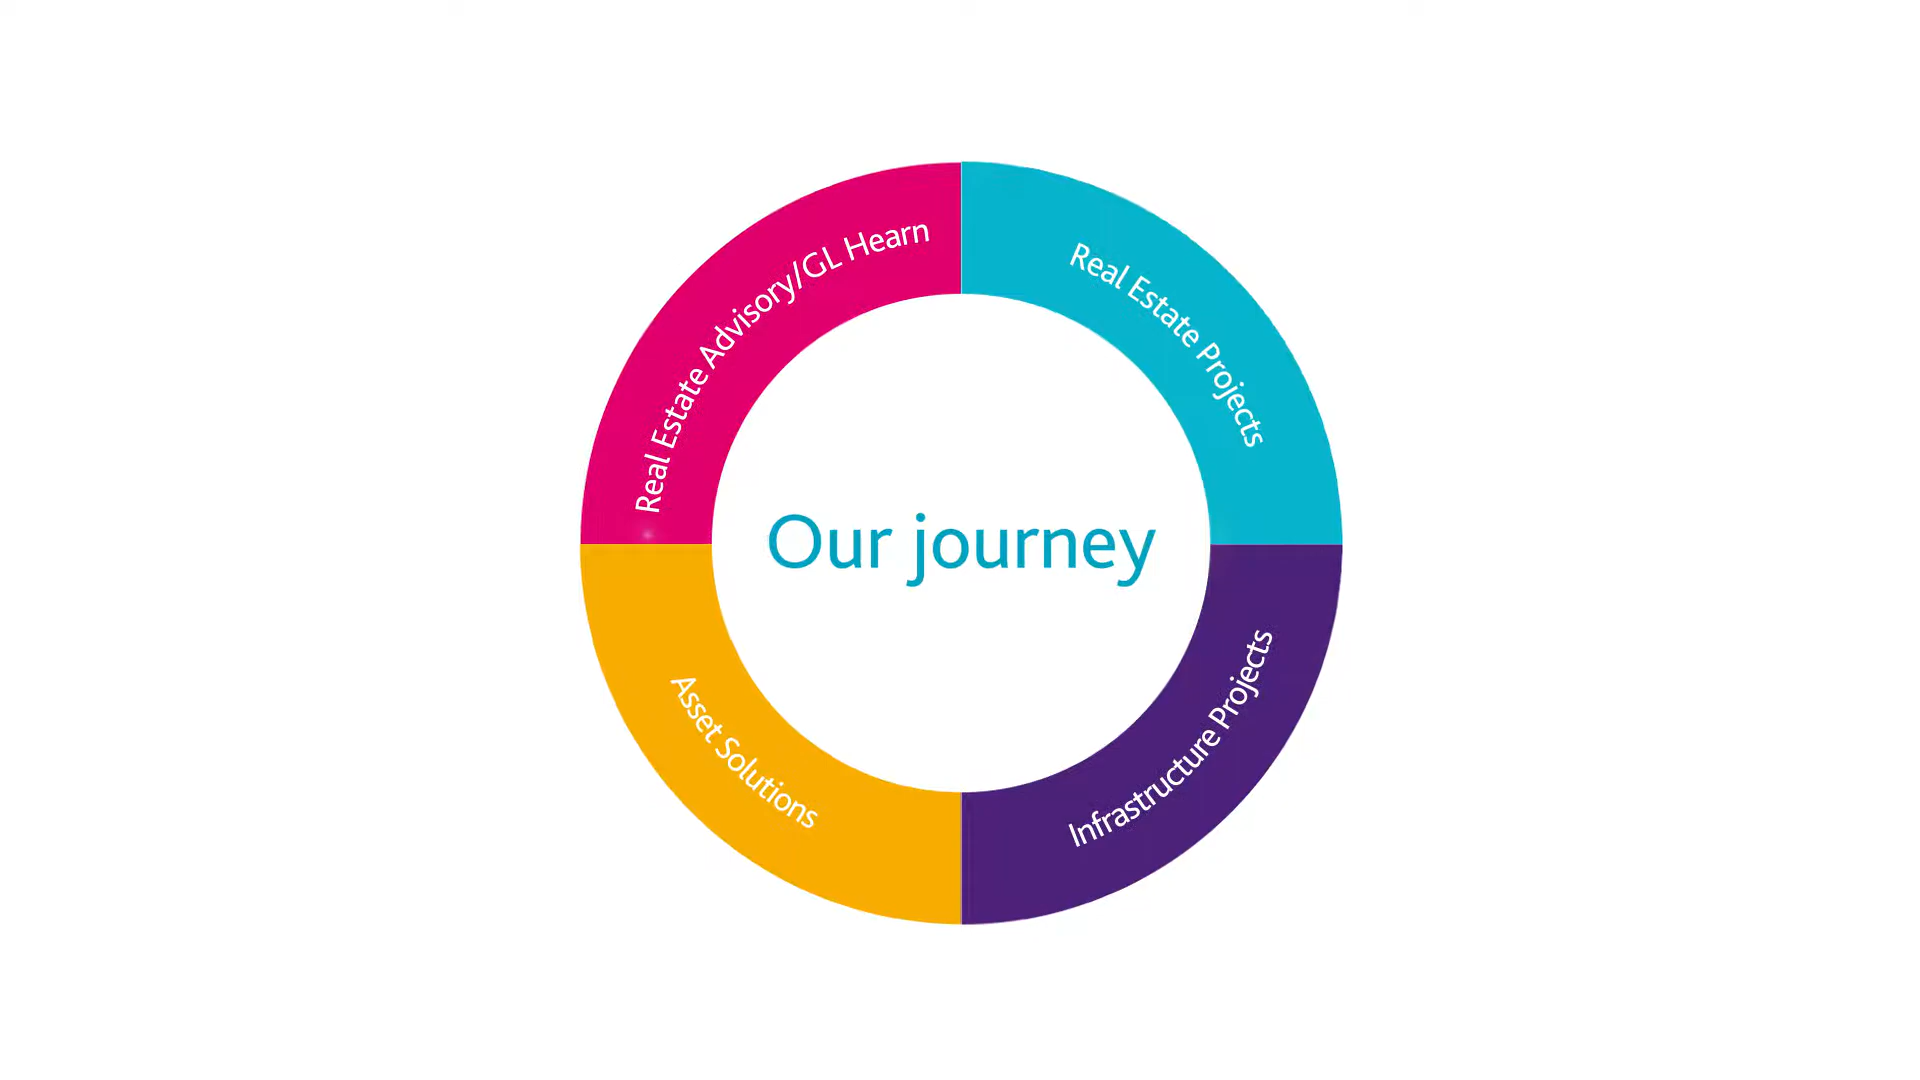 Real Estate Advisory/GL Hearn
Real Estate Projects
Our journey
Asset Solutions
Infrastructure Projects